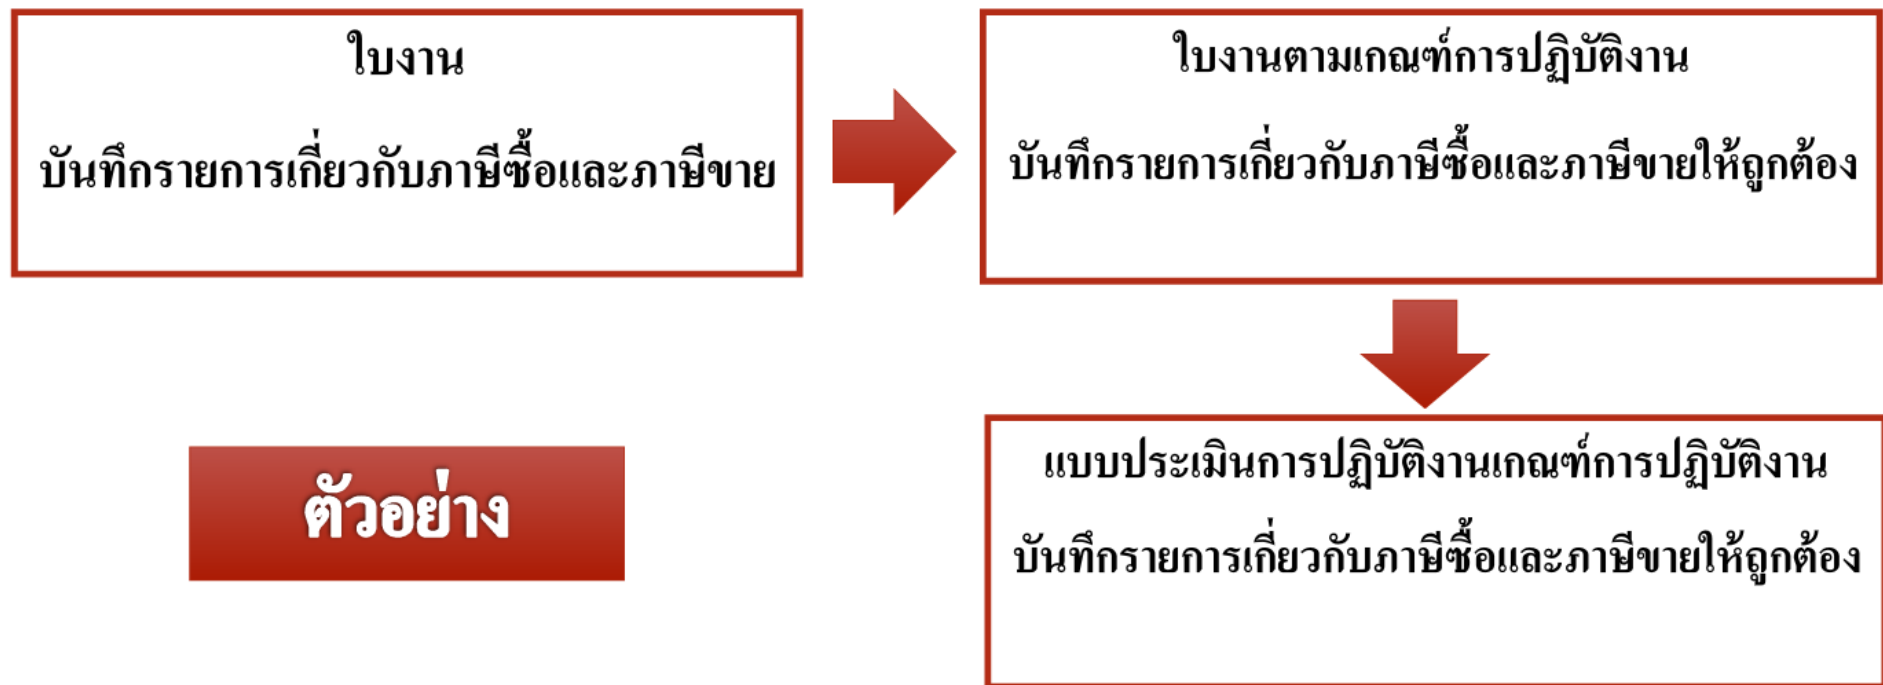 ใบงาน
บันทึกรายการเกี่ยวกับภาษีซื้อและภาษีขาย
ใบงานตามเกณฑ์การปฏิบัติงาน
บันทึกรายการเกี่ยวกับภาษีซื้อและภาษีขายให้ถูกต้อง
แบบประเมินการปฏิบัติงานเกณฑ์การปฏิบัติงาน
บันทึกรายการเกี่ยวกับภาษีซื้อและภาษีขายให้ถูกต้อง
ตัวอย่าง